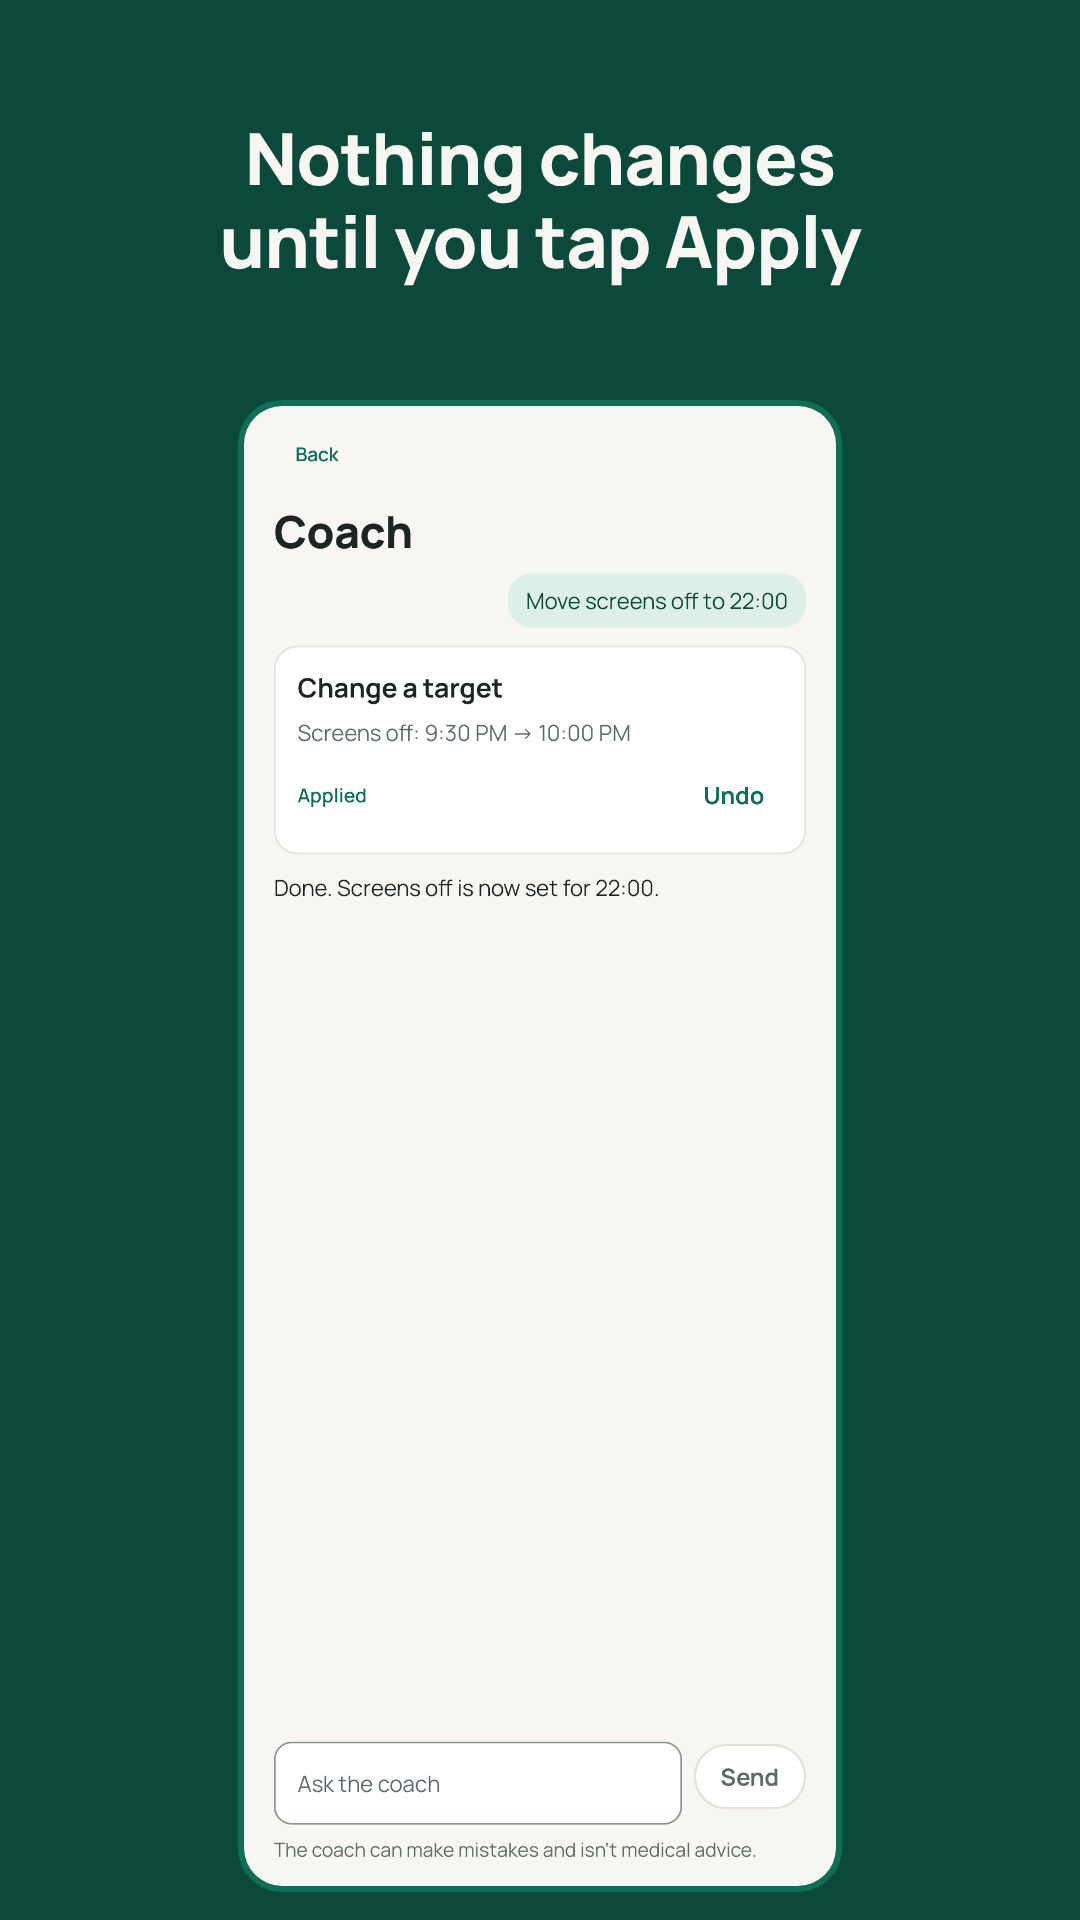 Nothing changes
until you tap Apply
Back
Coach
Move screens off to 22:00
Change a target
Screens off: 9:30 PM → 10:00 PM
Applied
Undo
Done. Screens off is now set for 22:00.
Ask the coach
Send
The coach can make mistakes and isn't medical advice.